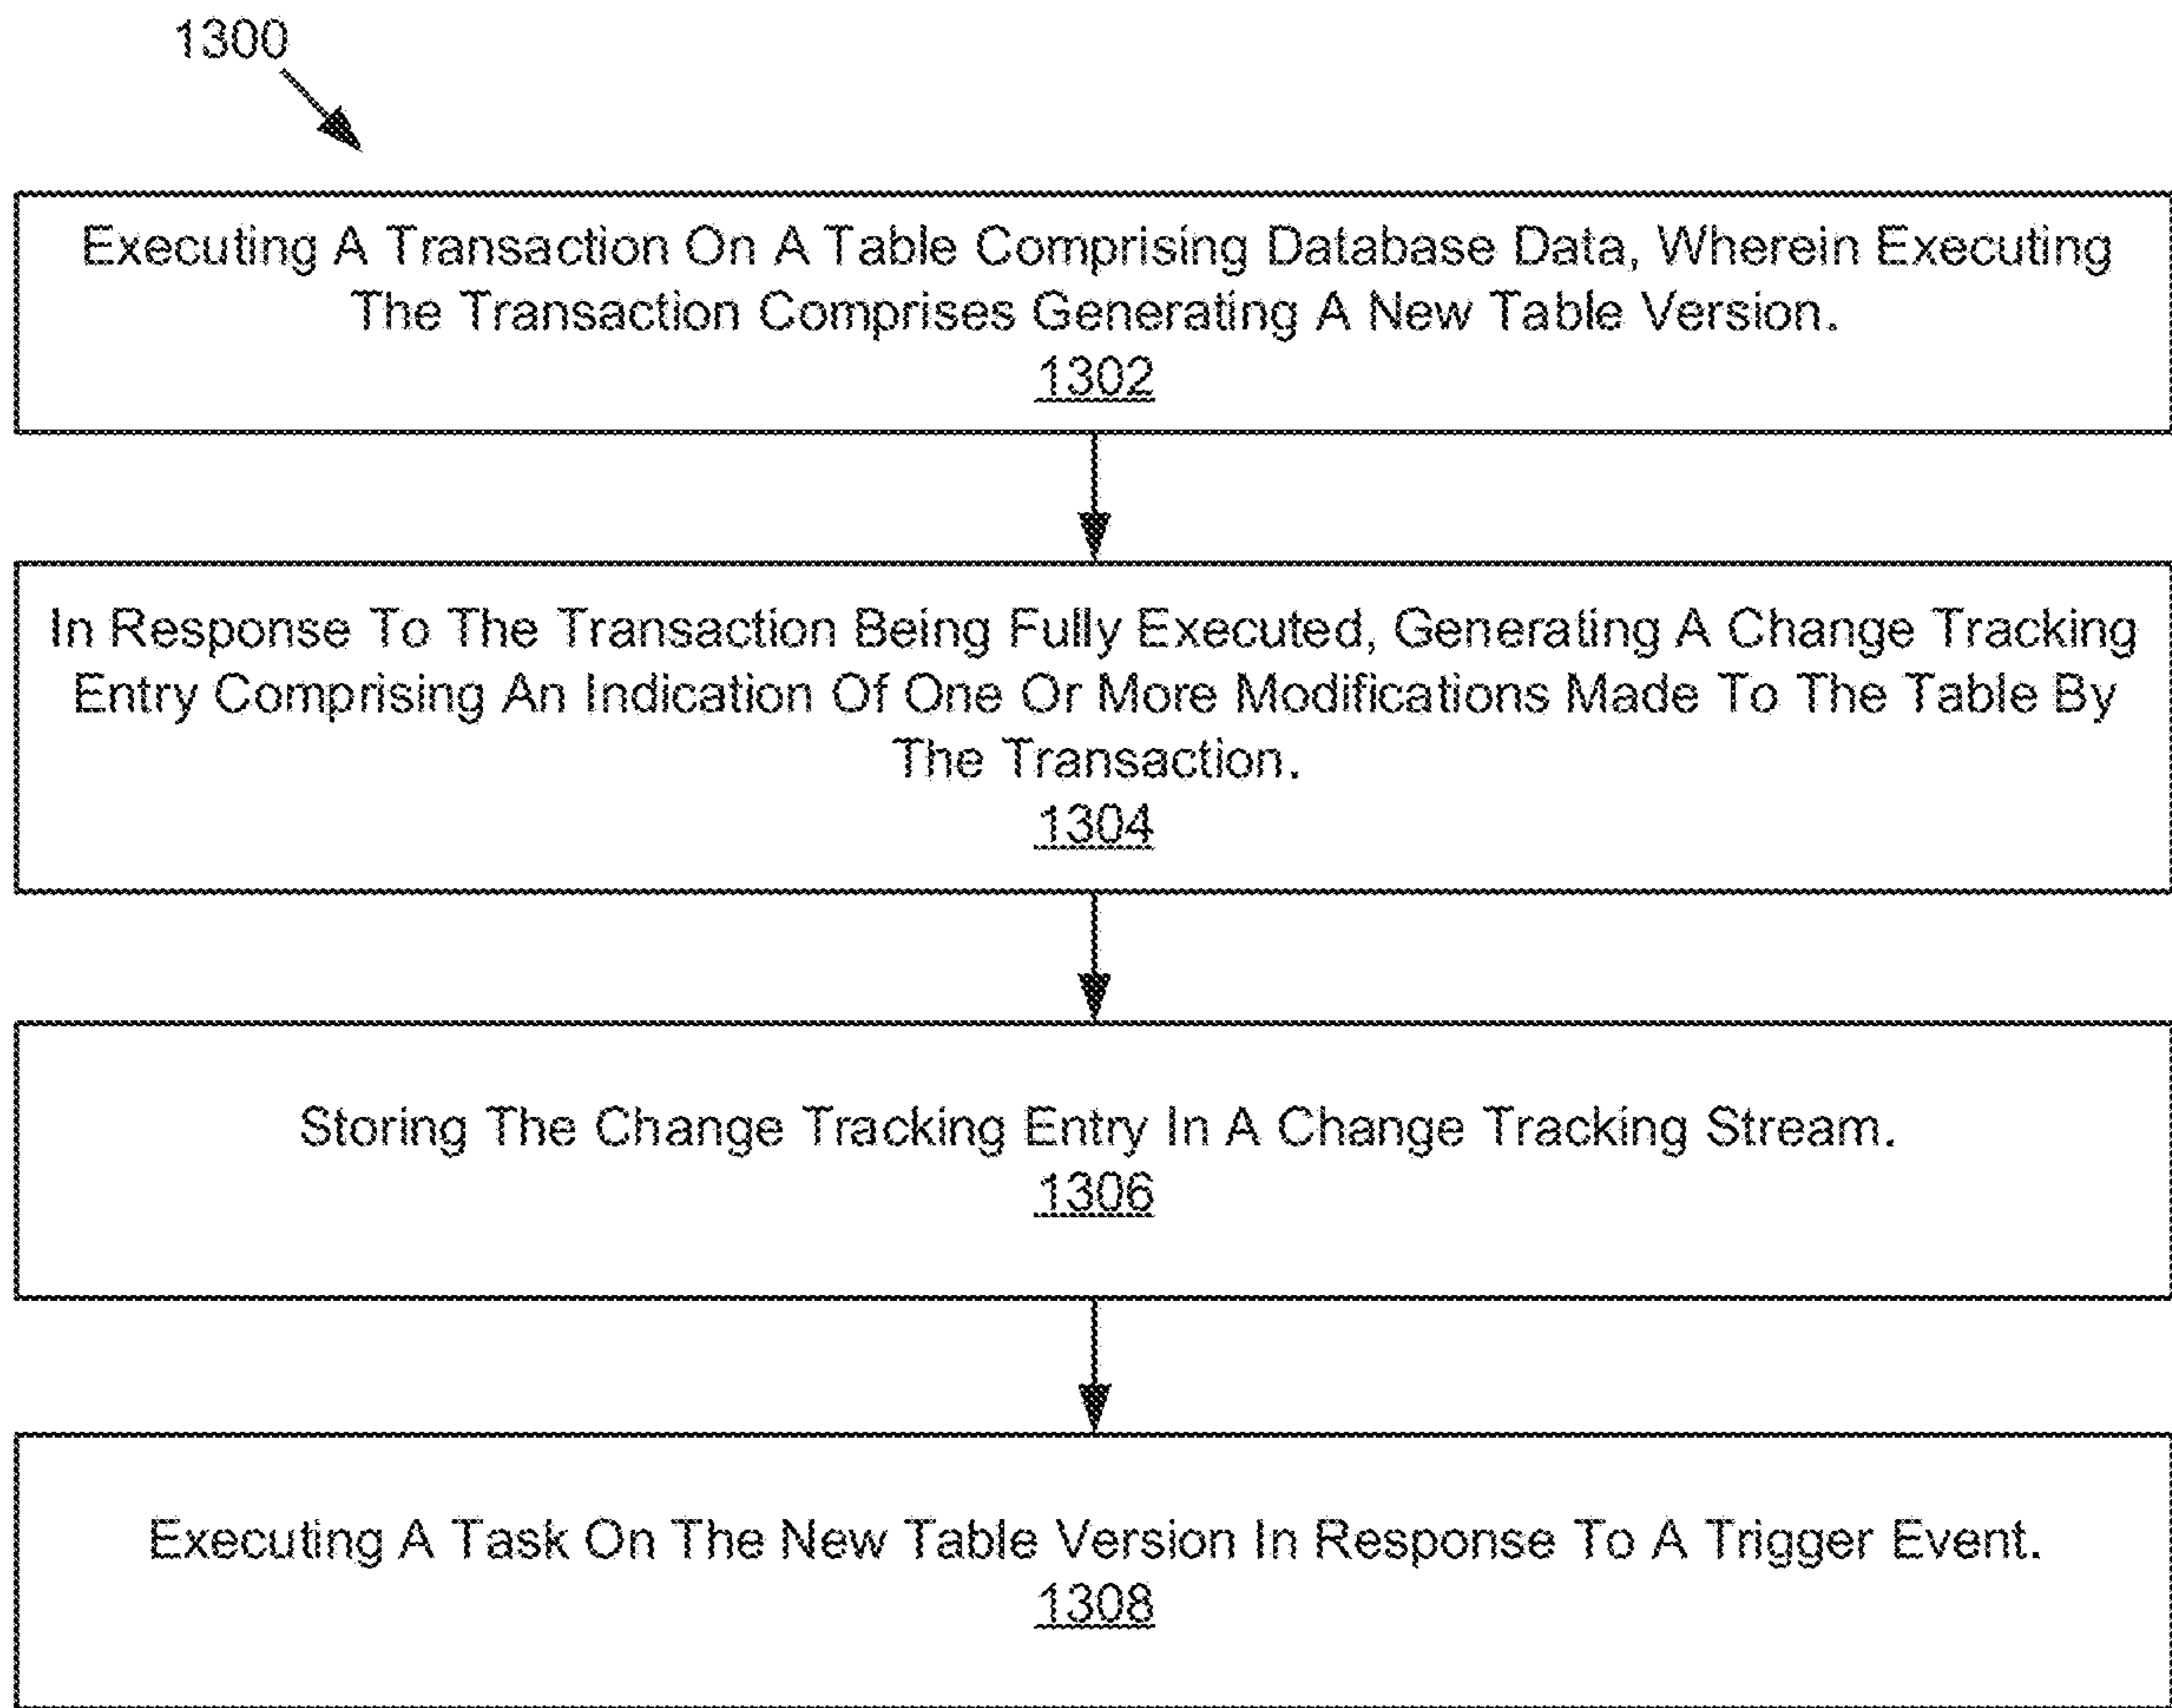 1300
Executing A Transaction On A Table Comprising Database Data, Wherein Executing
The Transaction Comprises Generating A New Table Version.
1302
In Response To The Transaction Being Fully Executed, Generating A Change Tracking
Entry Comprising An Indication Of One Or More Modifications Made To The Table By
The Transaction.
1304
Storing The Change Tracking Entry In A Change Tracking Stream.
1306
Executing A Task On The New Table Version In Response To A Trigger Event.
1308